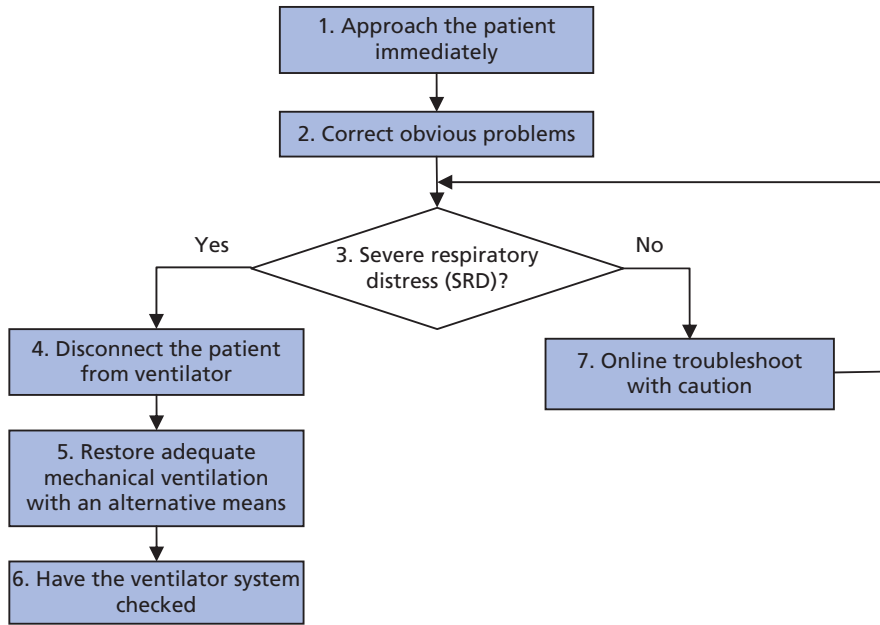 1. Approach the patient
immediately
2. Correct obvious problems
Yes
3. Severe respiratory
distress (SRD)?
No
4. Disconnect the patient
from ventilator
7. Online troubleshoot
with caution
5. Restore adequate
mechanical ventilation
with an alternative means
6. Have the ventilator system
checked